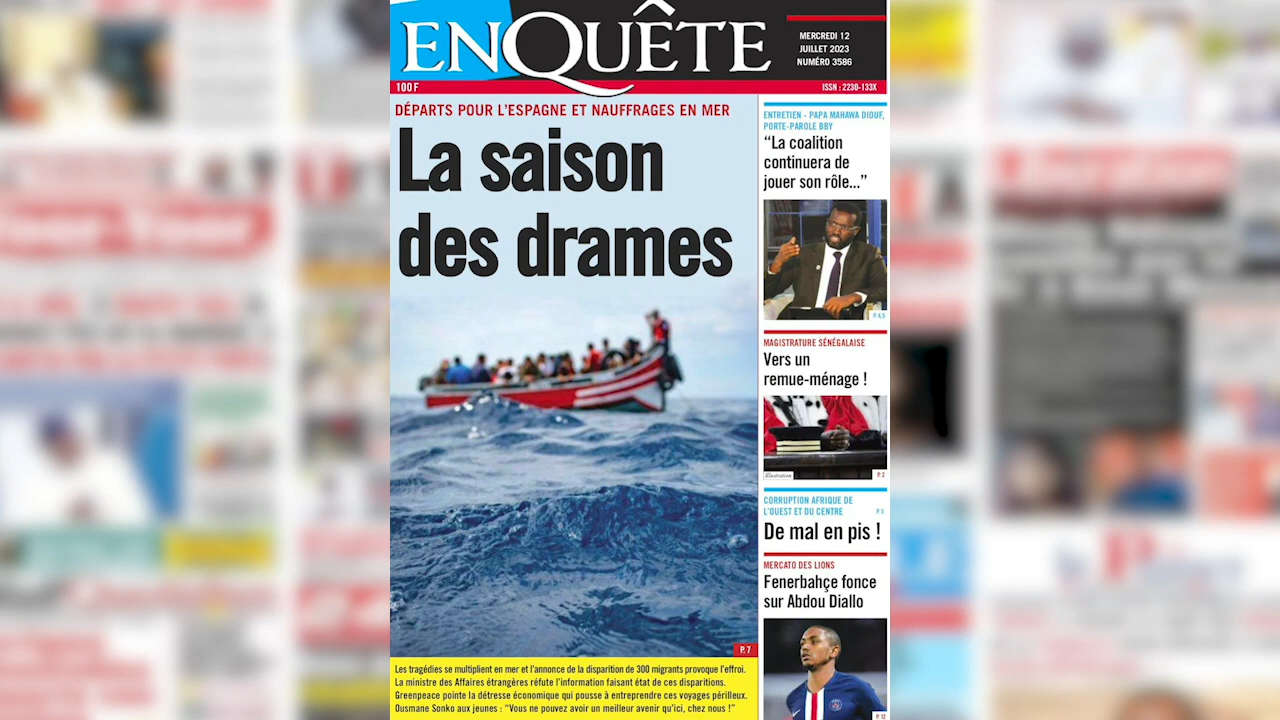 ENQUÊTE
MERCREDI 12
JUILLET 2023
NUMÉRO 3586
100 F
ISSN : 2230-133X
DÉPARTS POUR L'ESPAGNE ET NAUFFRAGES EN MER
La saison
des drames
P. 7
Les tragédies se multiplient en mer et l'annonce de la disparition de 300 migrants provoque l'effroi.
La ministre des Affaires étrangères réfute l'information faisant état de ces disparitions.
Greenpeace pointe la détresse économique qui pousse à entreprendre ces voyages périlleux.
Ousmane Sonko aux jeunes : “Vous ne pouvez avoir un meilleur avenir qu'ici, chez nous !”
ENTRETIEN - PAPA MAHAWA DIOUF,
PORTE-PAROLE BBY
“La coalition
continuera de
jouer son rôle...”
P. 4,5
MAGISTRATURE SÉNÉGALAISE
Vers un
remue-ménage !
Illustration
P. 2
CORRUPTION AFRIQUE DE
L'OUEST ET DU CENTRE
P. 5
De mal en pis !
MERCATO DES LIONS
Fenerbahçe fonce
sur Abdou Diallo
P. 12